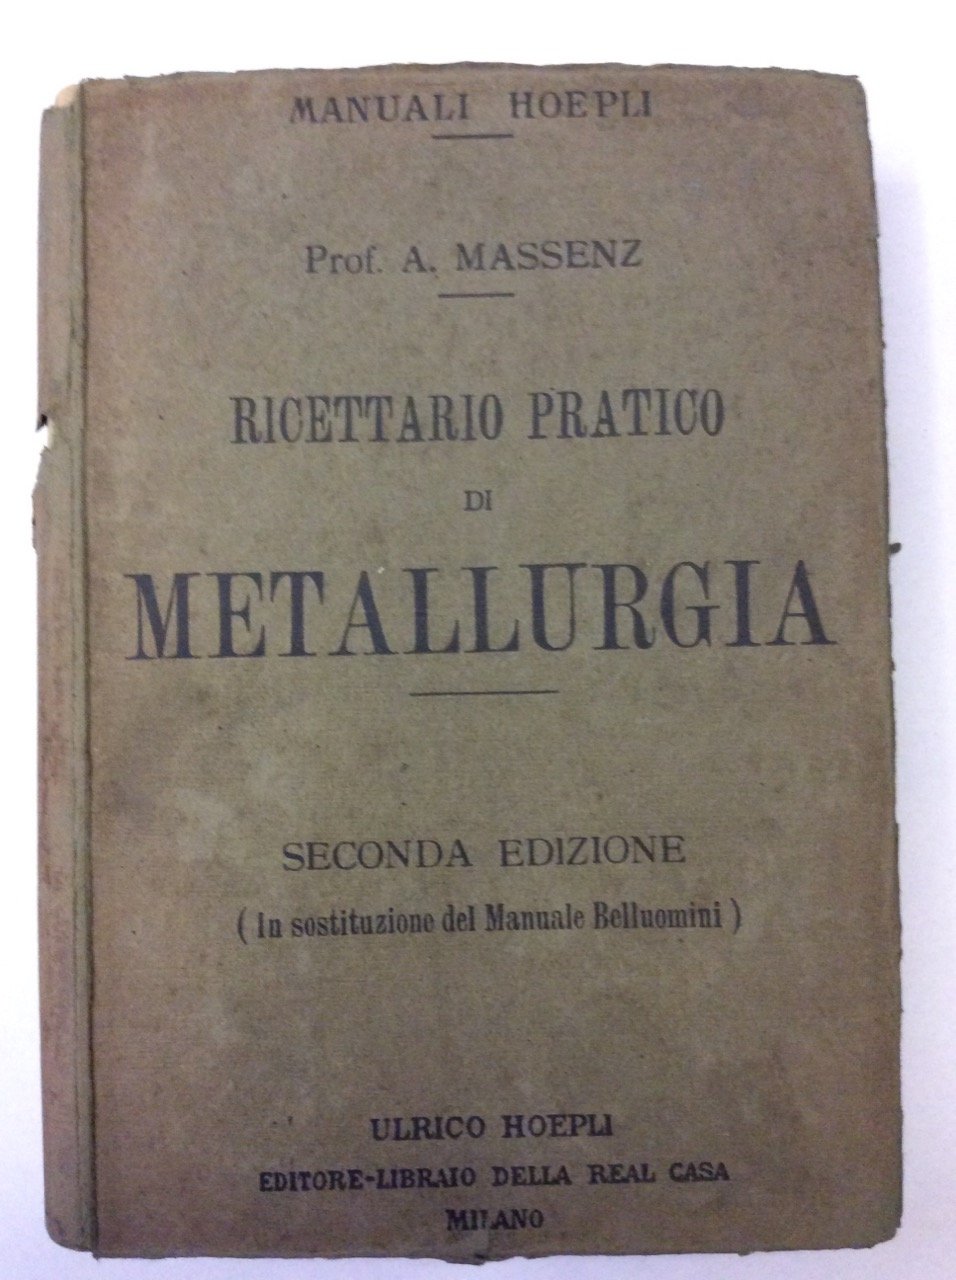 MANUALI HOEPLI
Prof. A. MASSENZ
RICETTARIO PRATICO
DI
METALLURGIA
SECONDA EDIZIONE
(In sostituzione del Manuale Belluomini)
ULRICO HOEPLI
EDITORE-LIBRAIO DELLA REAL CASA
MILANO